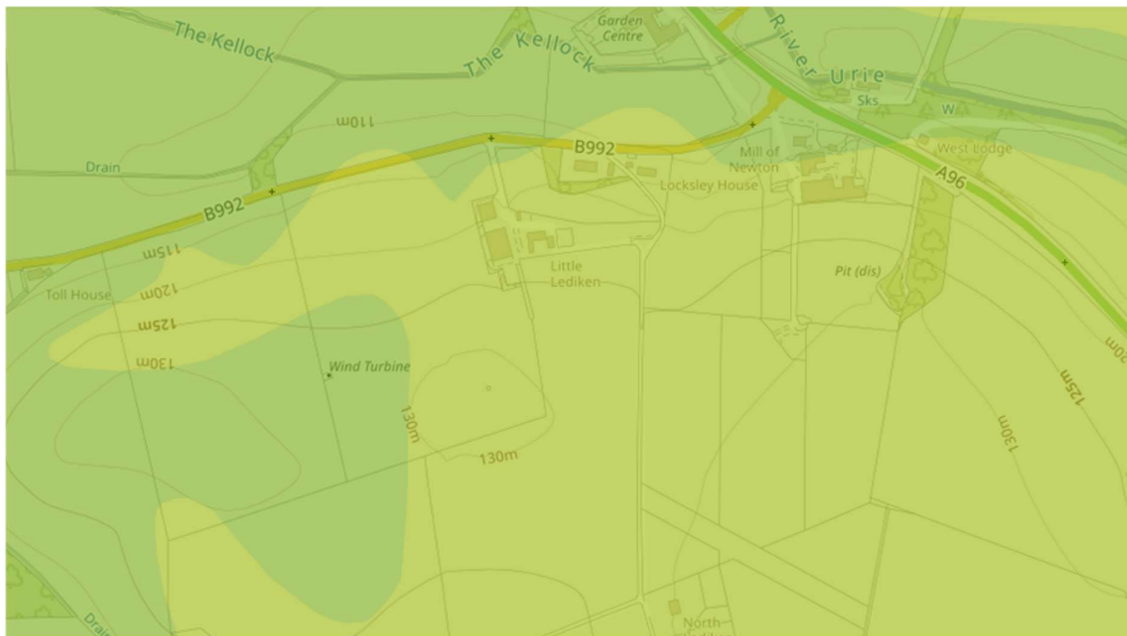 The Kellock
The Kellock
Garden
Centre
River Urie
Sks
W
110m
B992
Mill of
Newton
West Lodge
A96
Drain
Locksley House
B992
115m
Little
Lediken
Pit (dis)
Toll House
120m
125m
130m
Wind Turbine
125m
130m
130m
130m
North
Drain